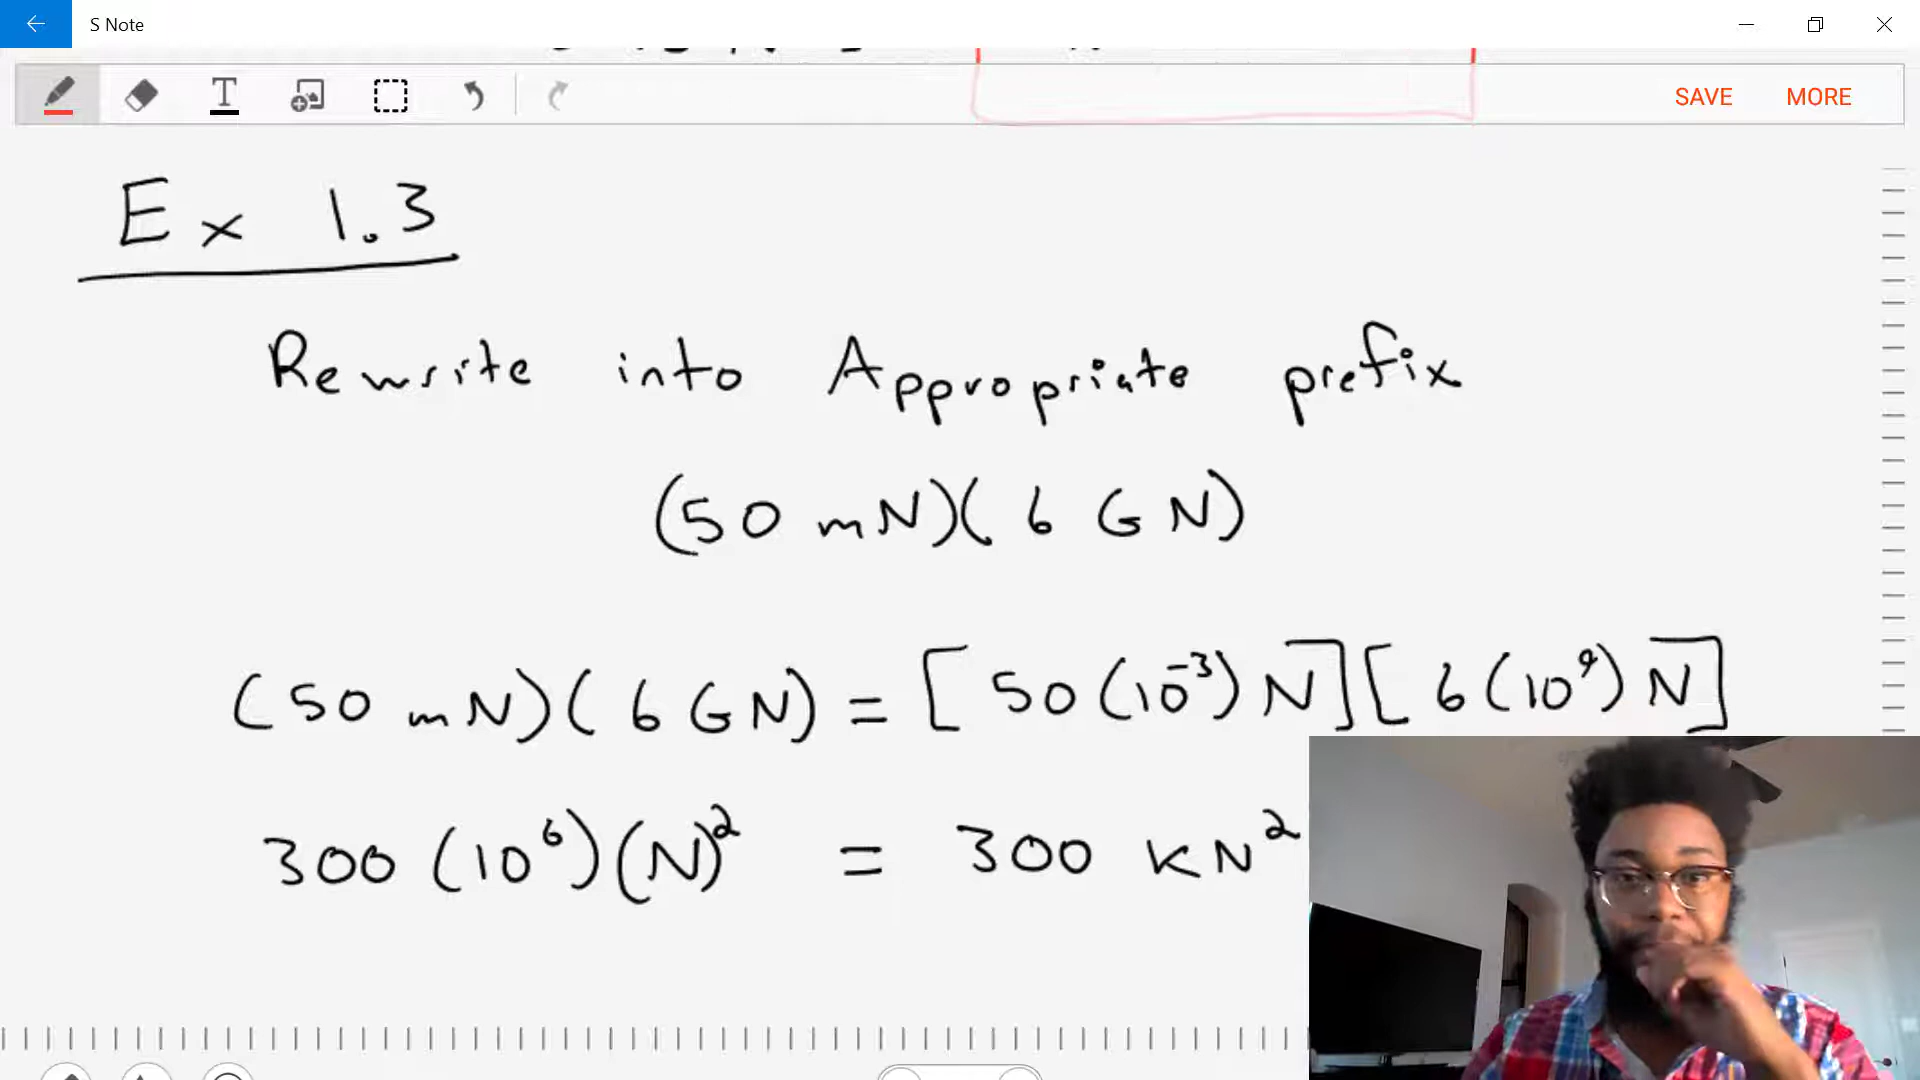 S Note
T
SAVE MORE
Ex 1.3
Rewrite into Appropriate prefix
(50 mN)(6 GN)
(50 mN)(6 GN) = [50(10⁻³)N][6(10⁹)N]
300 (10⁶)(N)² = 300 kN²